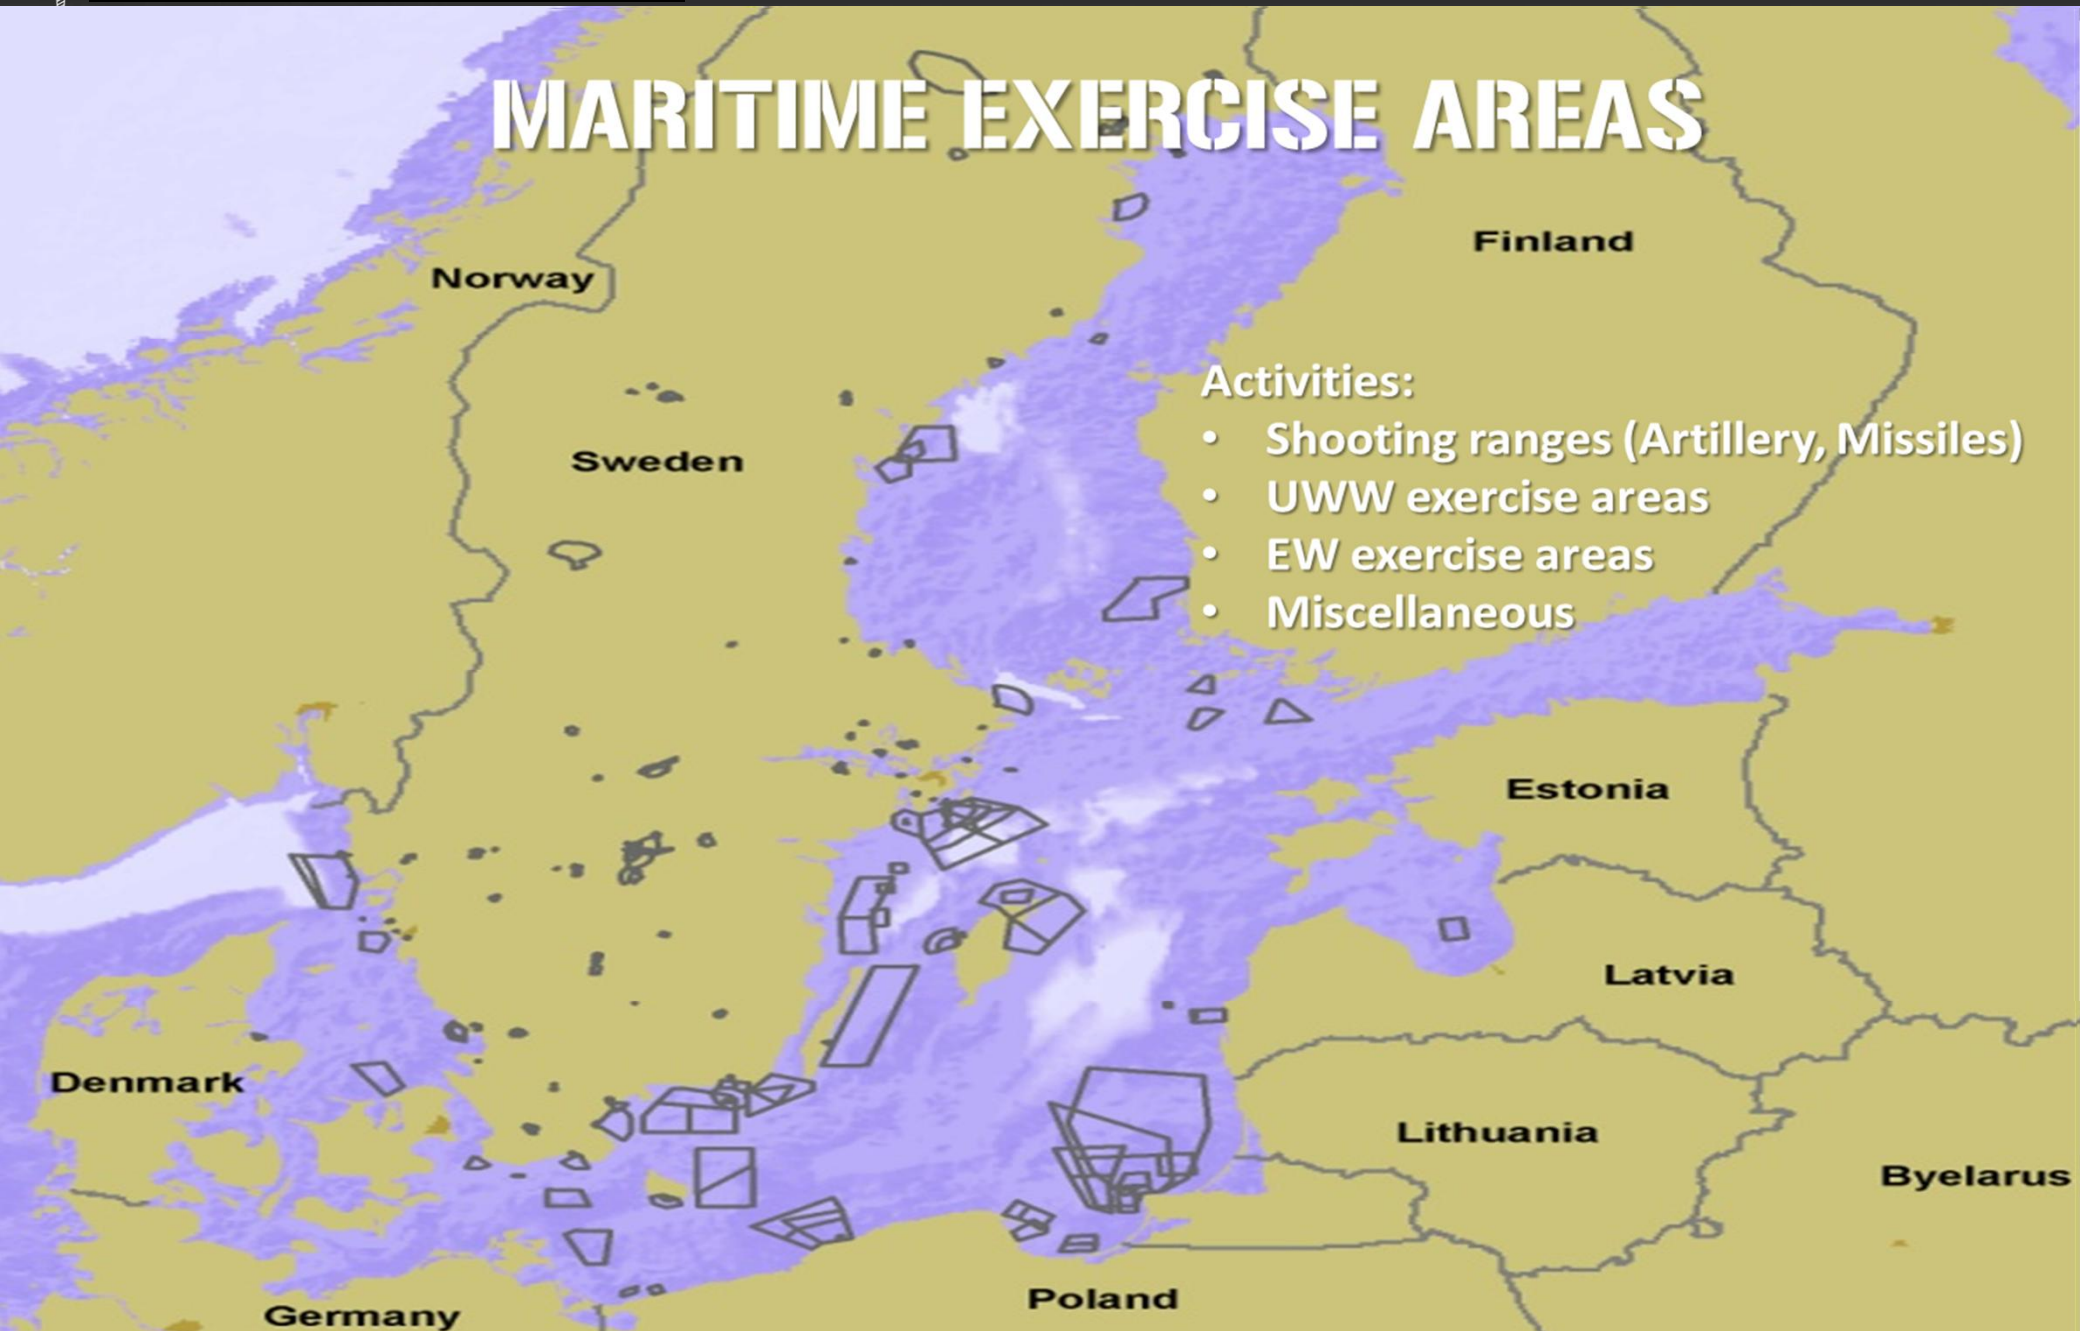 MARITIME EXERCISE AREAS
Finland
Norway
Activities:
• Shooting ranges (Artillery, Missiles)
Sweden
• UWW exercise areas
• EW exercise areas
• Miscellaneous
Estonia
Latvia
Denmark
Lithuania
Byelarus
Poland
Germany